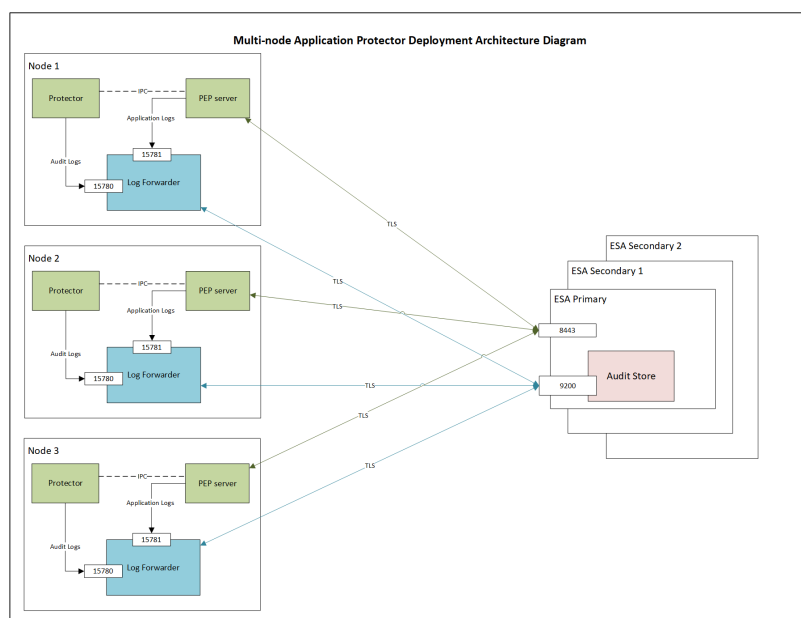 Multi-node Application Protector Deployment Architecture Diagram
Node 1
Protector
IPC
PEP server
Application Logs
15781
Audit Logs
15780
Log Forwarder
TLS
TLS
Node 2
Protector
IPC
PEP server
Application Logs
15781
Audit Logs
15780
Log Forwarder
TLS
TLS
Node 3
Protector
IPC
PEP server
Application Logs
15781
Audit Logs
15780
Log Forwarder
TLS
TLS
ESA Secondary 2
ESA Secondary 1
ESA Primary
8443
9200
Audit Store